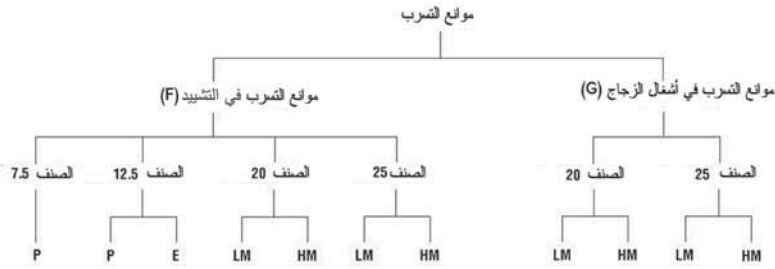 موانع التسرب
موانع التسرب في أشغال الزجاج (G)
موانع التسرب في التشييد (F)
الصنف 25
الصنف 20
الصنف 25
الصنف 20
الصنف 12.5
الصنف 7.5
HM
LM
HM
LM
HM
LM
HM
LM
E
P
P